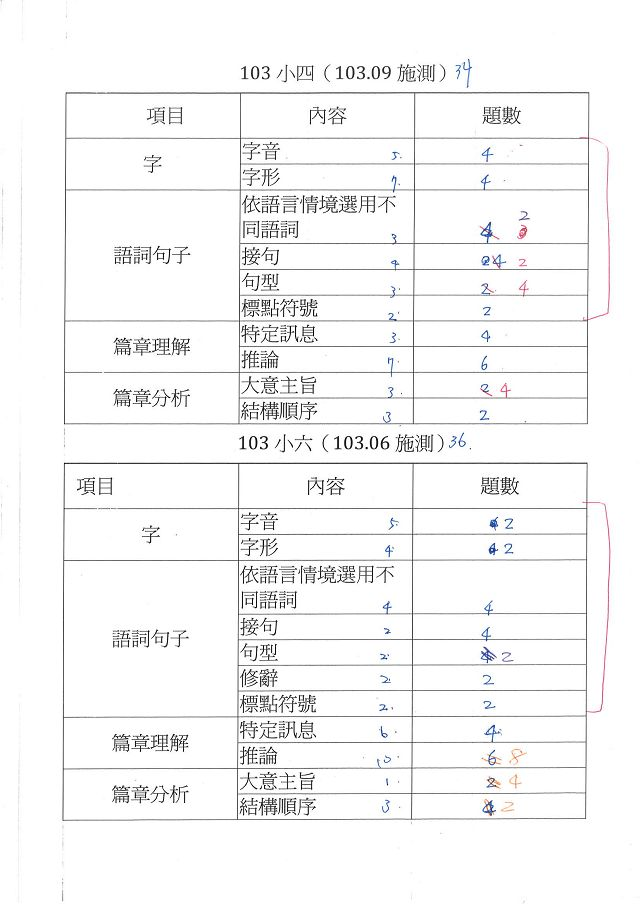 103 小四（103.09 施測）34
項目 內容 題數
字 字音 5. 4
字形 7. 4
語詞句子 依語言情境選用不
同語詞 3 4 3 2
接句 4 4 2
句型 3. 2 4
標點符號 2. 2
篇章理解 特定訊息 3. 4
推論 7. 6
篇章分析 大意主旨 3. 2 4
結構順序 3 2
103 小六（103.06 施測）36.
項目 內容 題數
字 字音 5. 2
字形 4. 2
語詞句子 依語言情境選用不
同語詞 4 4
接句 2 4
句型 2. 2
修辭 2. 2
標點符號 2. 2
篇章理解 特定訊息 6. 4
推論 10. 6 8
篇章分析 大意主旨 1. 2 4
結構順序 3. 2